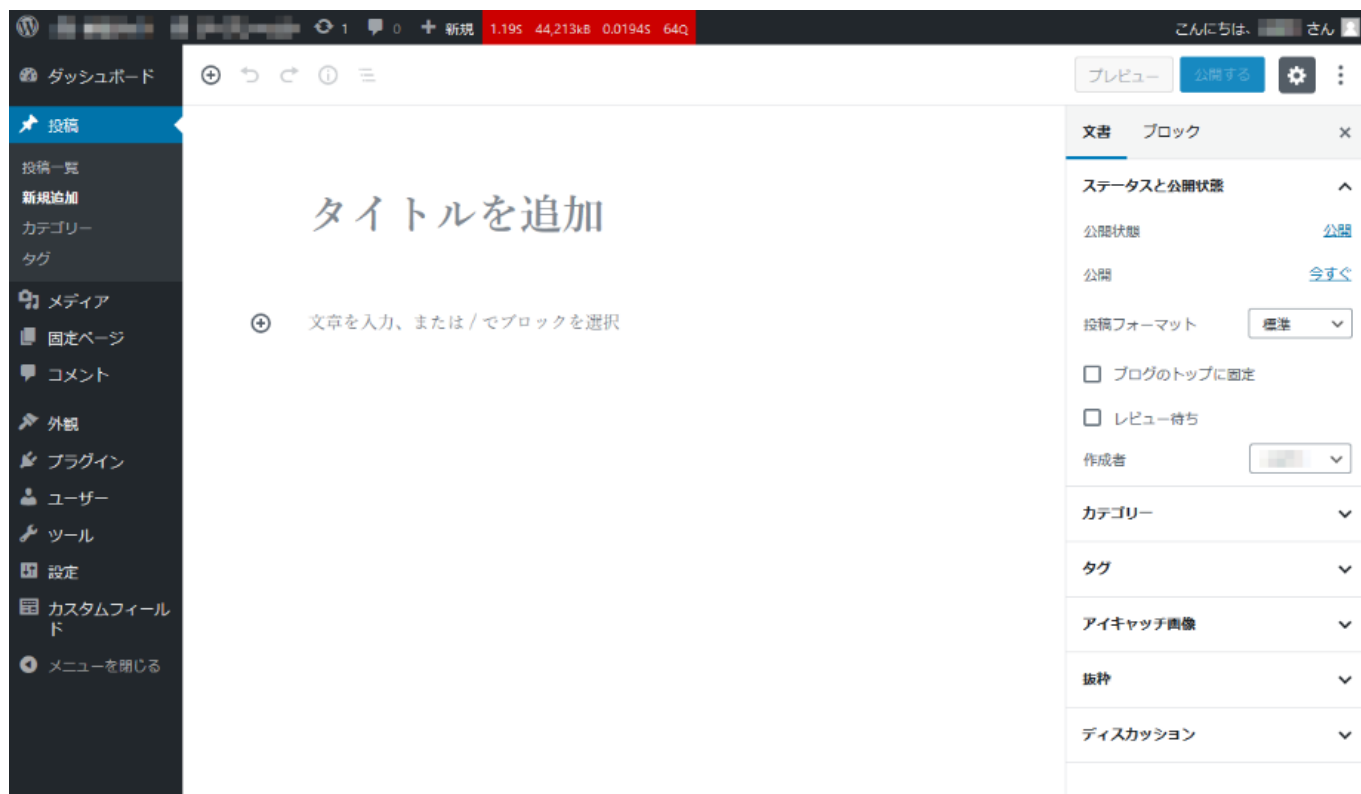 1 0 新規 1.19S 44,213kB 0.0194S 64Q こんにちは、 さん
ダッシュボード
投稿
投稿一覧
新規追加
カテゴリー
タグ
メディア
固定ページ
コメント
外観
プラグイン
ユーザー
ツール
設定
カスタムフィール
ド
メニューを閉じる
プレビュー 公開する
タイトルを追加
文章を入力、または / でブロックを選択
文書 ブロック
ステータスと公開状態
公開状態 公開
公開 今すぐ
投稿フォーマット 標準
ブログのトップに固定
レビュー待ち
作成者
カテゴリー
タグ
アイキャッチ画像
抜粋
ディスカッション